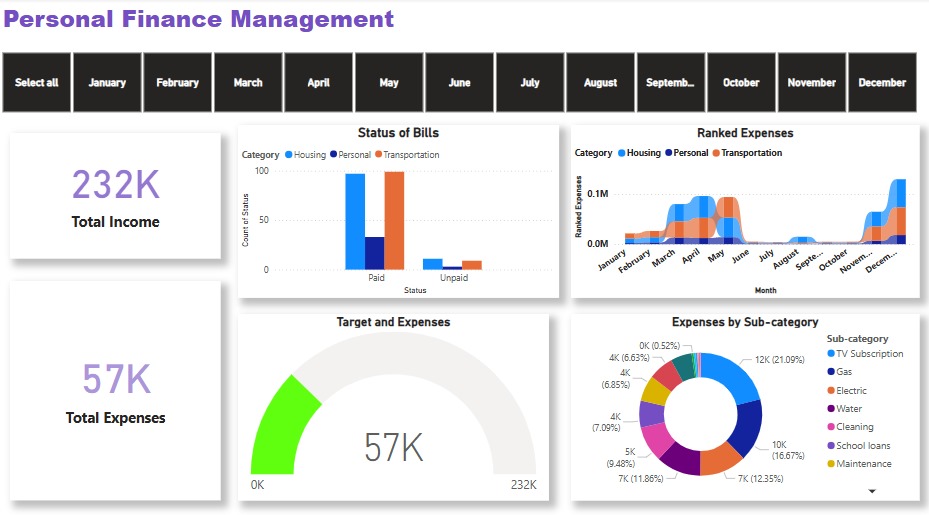 Personal Finance Management
Select all January February March April May June July August Septemb... October November December
232K
Total Income
57K
Total Expenses
Status of Bills
Category Housing Personal Transportation
Count of Status
100
50
0
Paid Unpaid
Status
Ranked Expenses
Category Housing Personal Transportation
Ranked Expenses
0.1M
0.0M
January February March April May June July August Septe... October Novem... Decem...
Month
Target and Expenses
57K
0K 232K
Expenses by Sub-category
0K (0.52%)
4K (6.63%)
4K
(6.85%)
4K
(7.09%)
5K
(9.48%)
7K (11.86%)
7K (12.35%)
10K
(16.67%)
12K (21.09%)
Sub-category
TV Subscription
Gas
Electric
Water
Cleaning
School loans
Maintenance